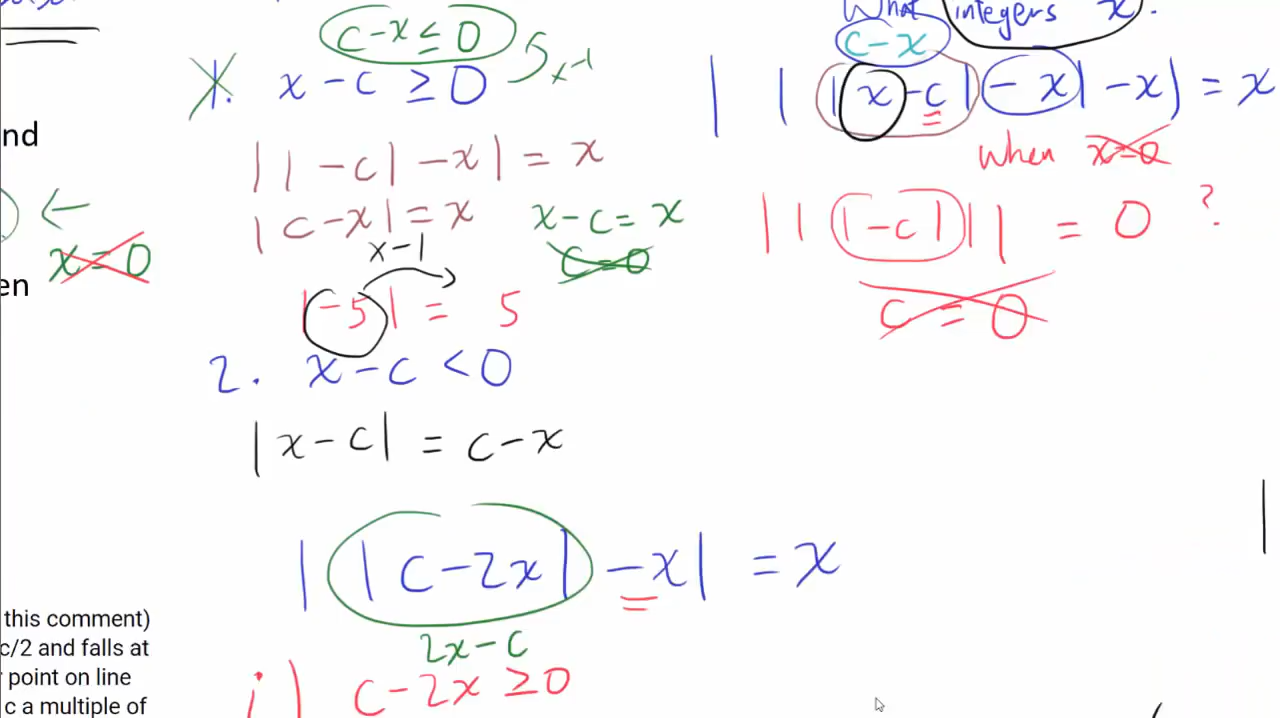 What integers x?
c-x
| | |x-c| -x| -x| = x
when x=0
| | |-c| | | = 0 ?
c = 0
c-x ≤ 0
1. x-c ≥ 0
5 x-1
| |-c| -x| = x
|c-x| = x
x-c = x
c=0
x-1
|-5| = 5
2. x-c < 0
|x-c| = c-x
| |c-2x| -x| = x
2x-c
i) c-2x ≥ 0
nd
←
x=0
en
this comment)
c/2 and falls at
point on line
c a multiple of